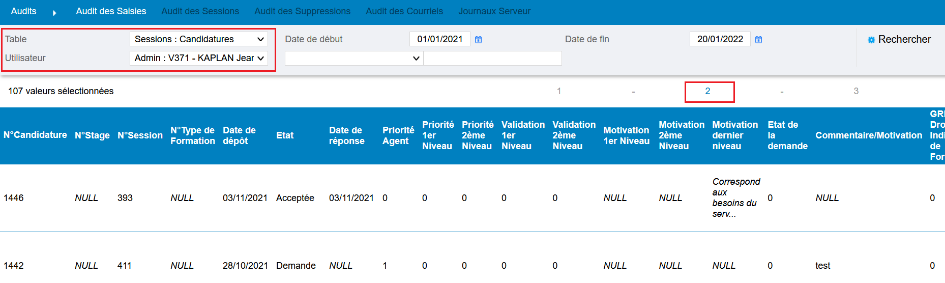 Audits Audit des Saisies Audit des Sessions Audit des Suppressions Audit des Courriels Journaux Serveur
Table Sessions : Candidatures Date de début 01/01/2021 Date de fin 20/01/2022 Rechercher
Utilisateur Admin : V371 - KAPLAN Jear
107 valeurs sélectionnées 1 - 2 - 3
N°Candidature N°Stage N°Session N°Type de Formation Date de dépôt Etat Date de réponse Priorité Agent Priorité 1er Niveau Priorité 2ème Niveau Validation 1er Niveau Validation 2ème Niveau Motivation 1er Niveau Motivation 2ème Niveau Motivation dernier niveau Etat de la demande Commentaire/Motivation Indi de For
1446 NULL 393 NULL 03/11/2021 Acceptée 03/11/2021 0 0 0 0 0 NULL NULL Correspond aux besoins du serv... 0 NULL 0
1442 NULL 411 NULL 28/10/2021 Demande NULL 1 0 0 0 0 NULL NULL NULL 0 test 0